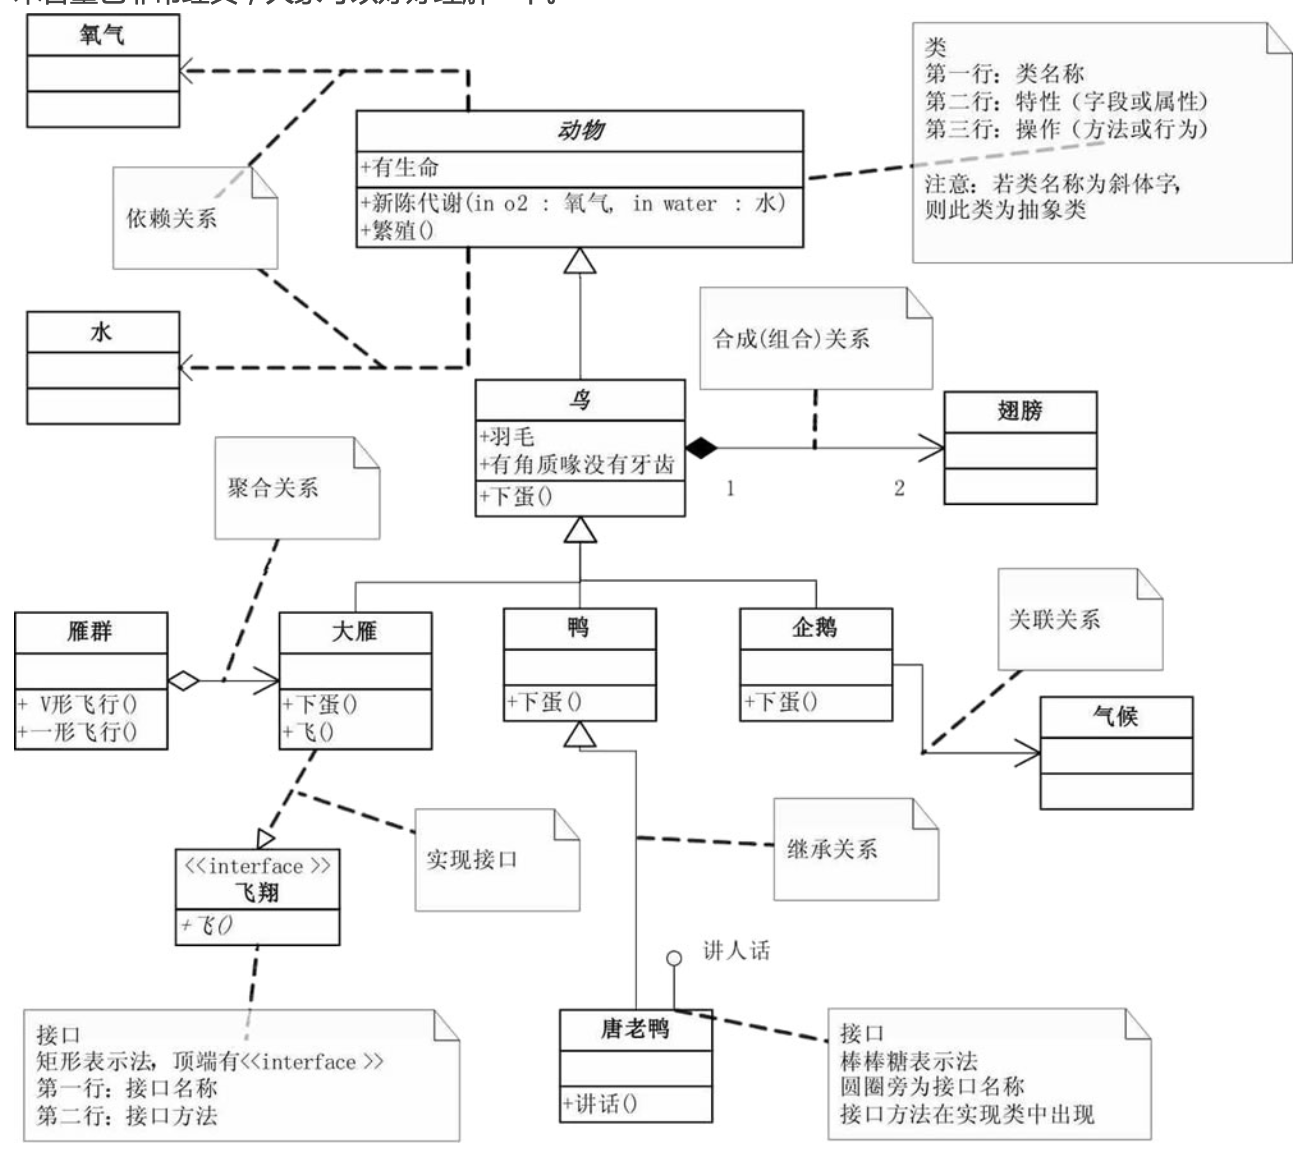 氧气
类
第一行：类名称
第二行：特性（字段或属性）
第三行：操作（方法或行为）
注意：若类名称为斜体字，
则此类为抽象类
动物
+有生命
+新陈代谢(in o2 : 氧气, in water : 水)
+繁殖()
依赖关系
水
合成(组合)关系
鸟
+羽毛
+有角质喙没有牙齿
+下蛋()
1
2
翅膀
聚合关系
雁群
+ V形飞行()
+一形飞行()
大雁
+下蛋()
+飞()
鸭
+下蛋()
企鹅
+下蛋()
关联关系
气候
实现接口
继承关系
<<interface >>
飞翔
+飞()
讲人话
接口
矩形表示法，顶端有<<interface >>
第一行：接口名称
第二行：接口方法
唐老鸭
+讲话()
接口
棒棒糖表示法
圆圈旁为接口名称
接口方法在实现类中出现